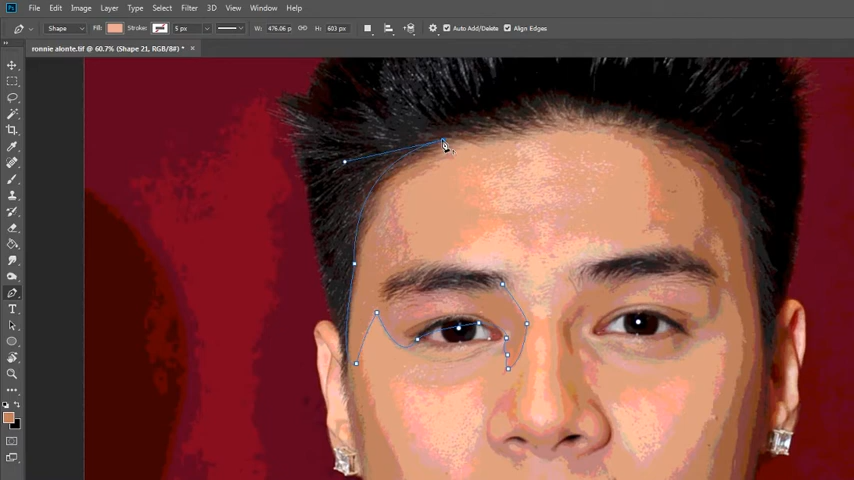 File Edit Image Layer Type Select Filter 3D View Window Help
Shape Fill: Stroke: 5 px W: 476.06 p H: 603 px Auto Add/Delete Align Edges
ronnie alonte.tif @ 60.7% (Shape 21, RGB/8#) * ×